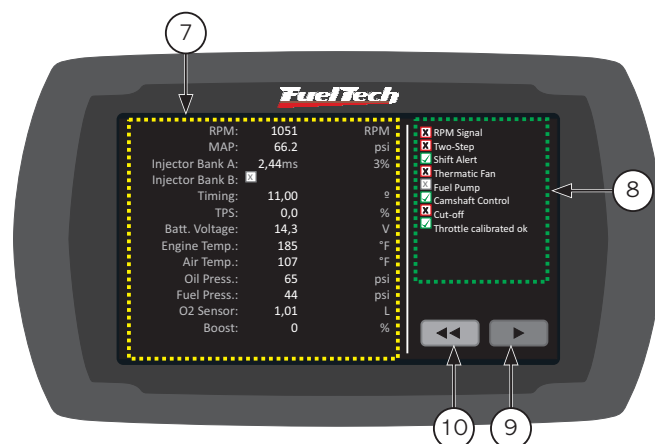 7
FuelTech
RPM: 1051 RPM
MAP: 66.2 psi
Injector Bank A: 2,44ms 3%
Injector Bank B: X
Timing: 11,00 º
TPS: 0,0 %
Batt. Voltage: 14,3 V
Engine Temp.: 185 °F
Air Temp.: 107 °F
Oil Press.: 65 psi
Fuel Press.: 44 psi
O2 Sensor: 1,01 L
Boost: 0 %
X RPM Signal
X Two-Step
✓ Shift Alert
X Thermatic Fan
X Fuel Pump
✓ Camshaft Control
X Cut-off
✓ Throttle calibrated ok
8
10
9